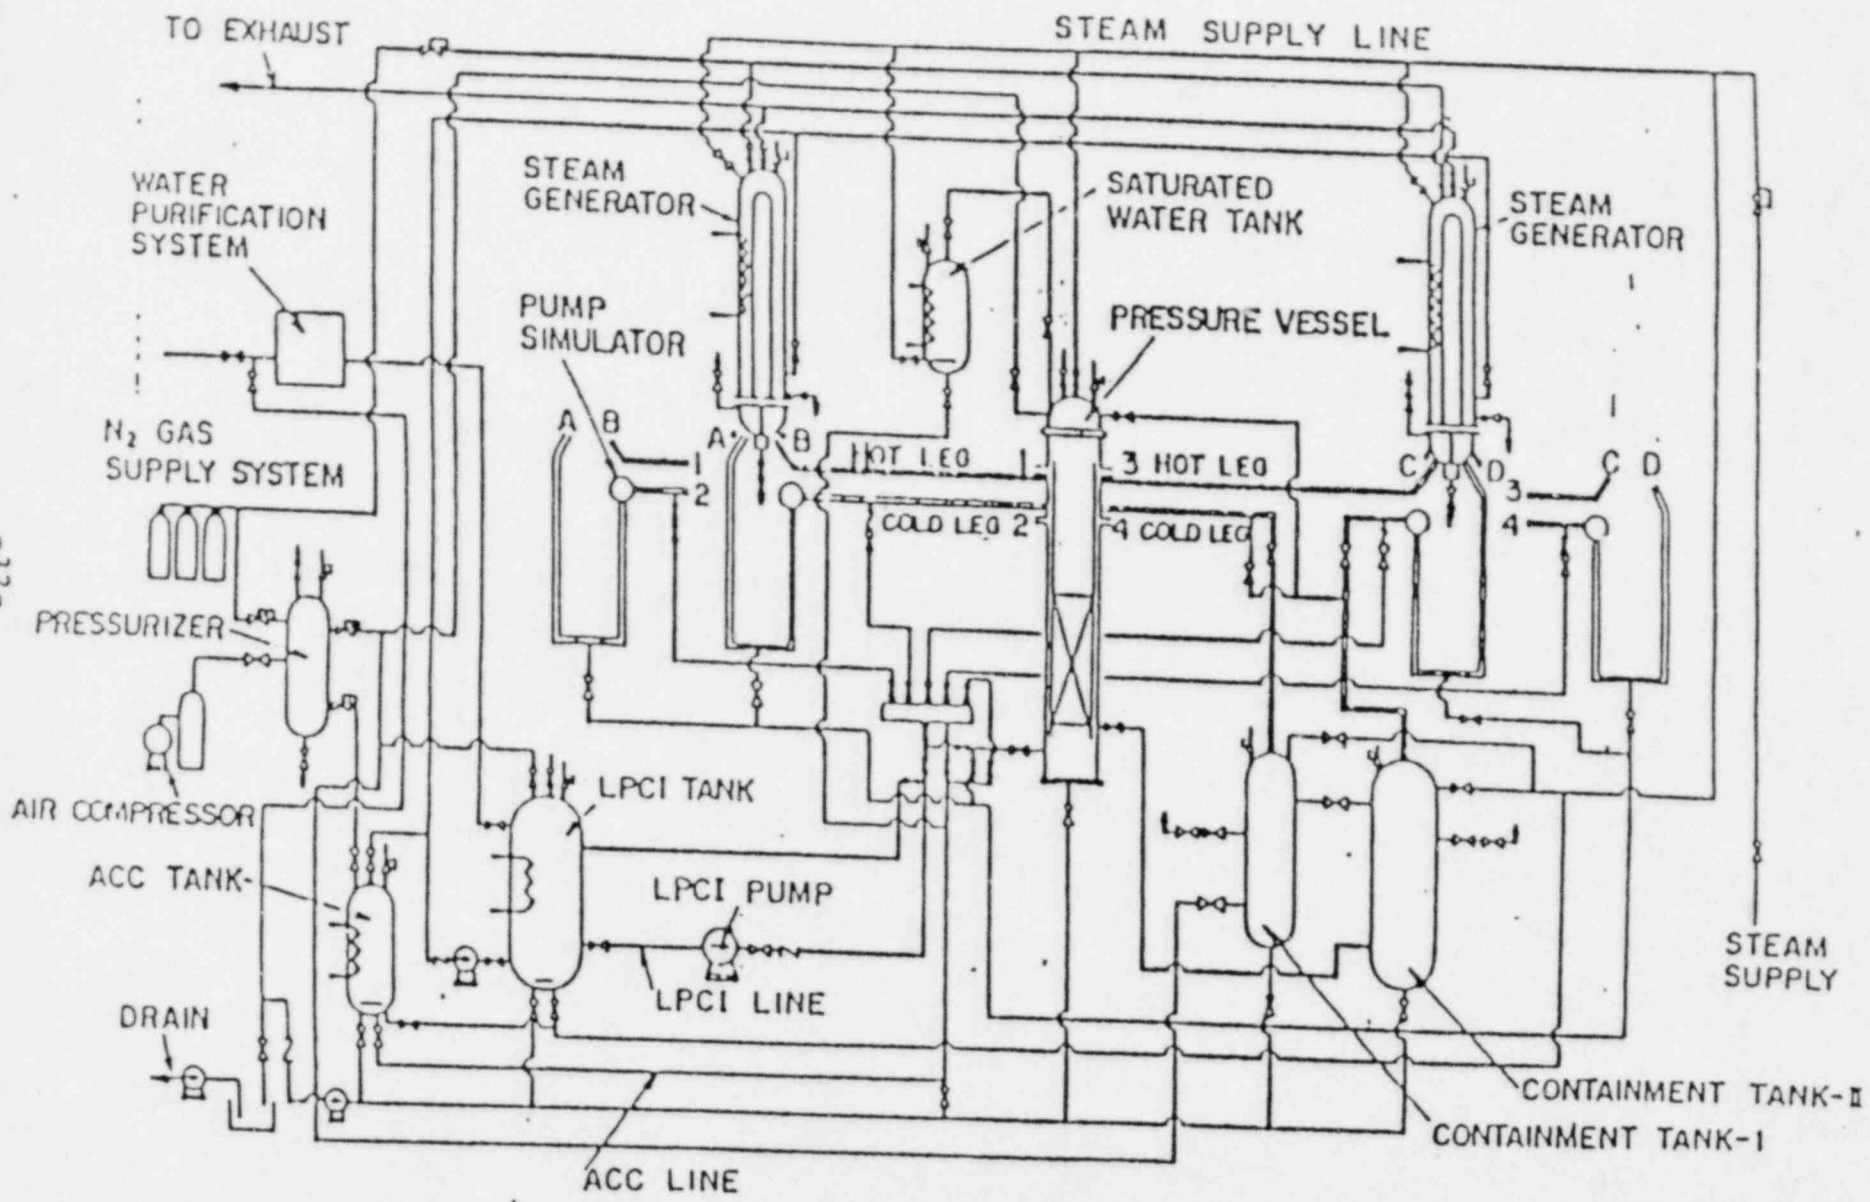 TO EXHAUST
STEAM SUPPLY LINE
WATER
PURIFICATION
SYSTEM
STEAM
GENERATOR
SATURATED
WATER TANK
STEAM
GENERATOR
PUMP
SIMULATOR
PRESSURE VESSEL
N₂ GAS
SUPPLY SYSTEM
A B
A B
C D
C D
HOT LEG 1
3 HOT LEG
1
2
3
4
COLD LEG 2
4 COLD LEG
PRESSURIZER
AIR COMPRESSOR
LPCI TANK
ACC TANK
LPCI PUMP
LPCI LINE
STEAM
SUPPLY
DRAIN
CONTAINMENT TANK-II
CONTAINMENT TANK-I
ACC LINE